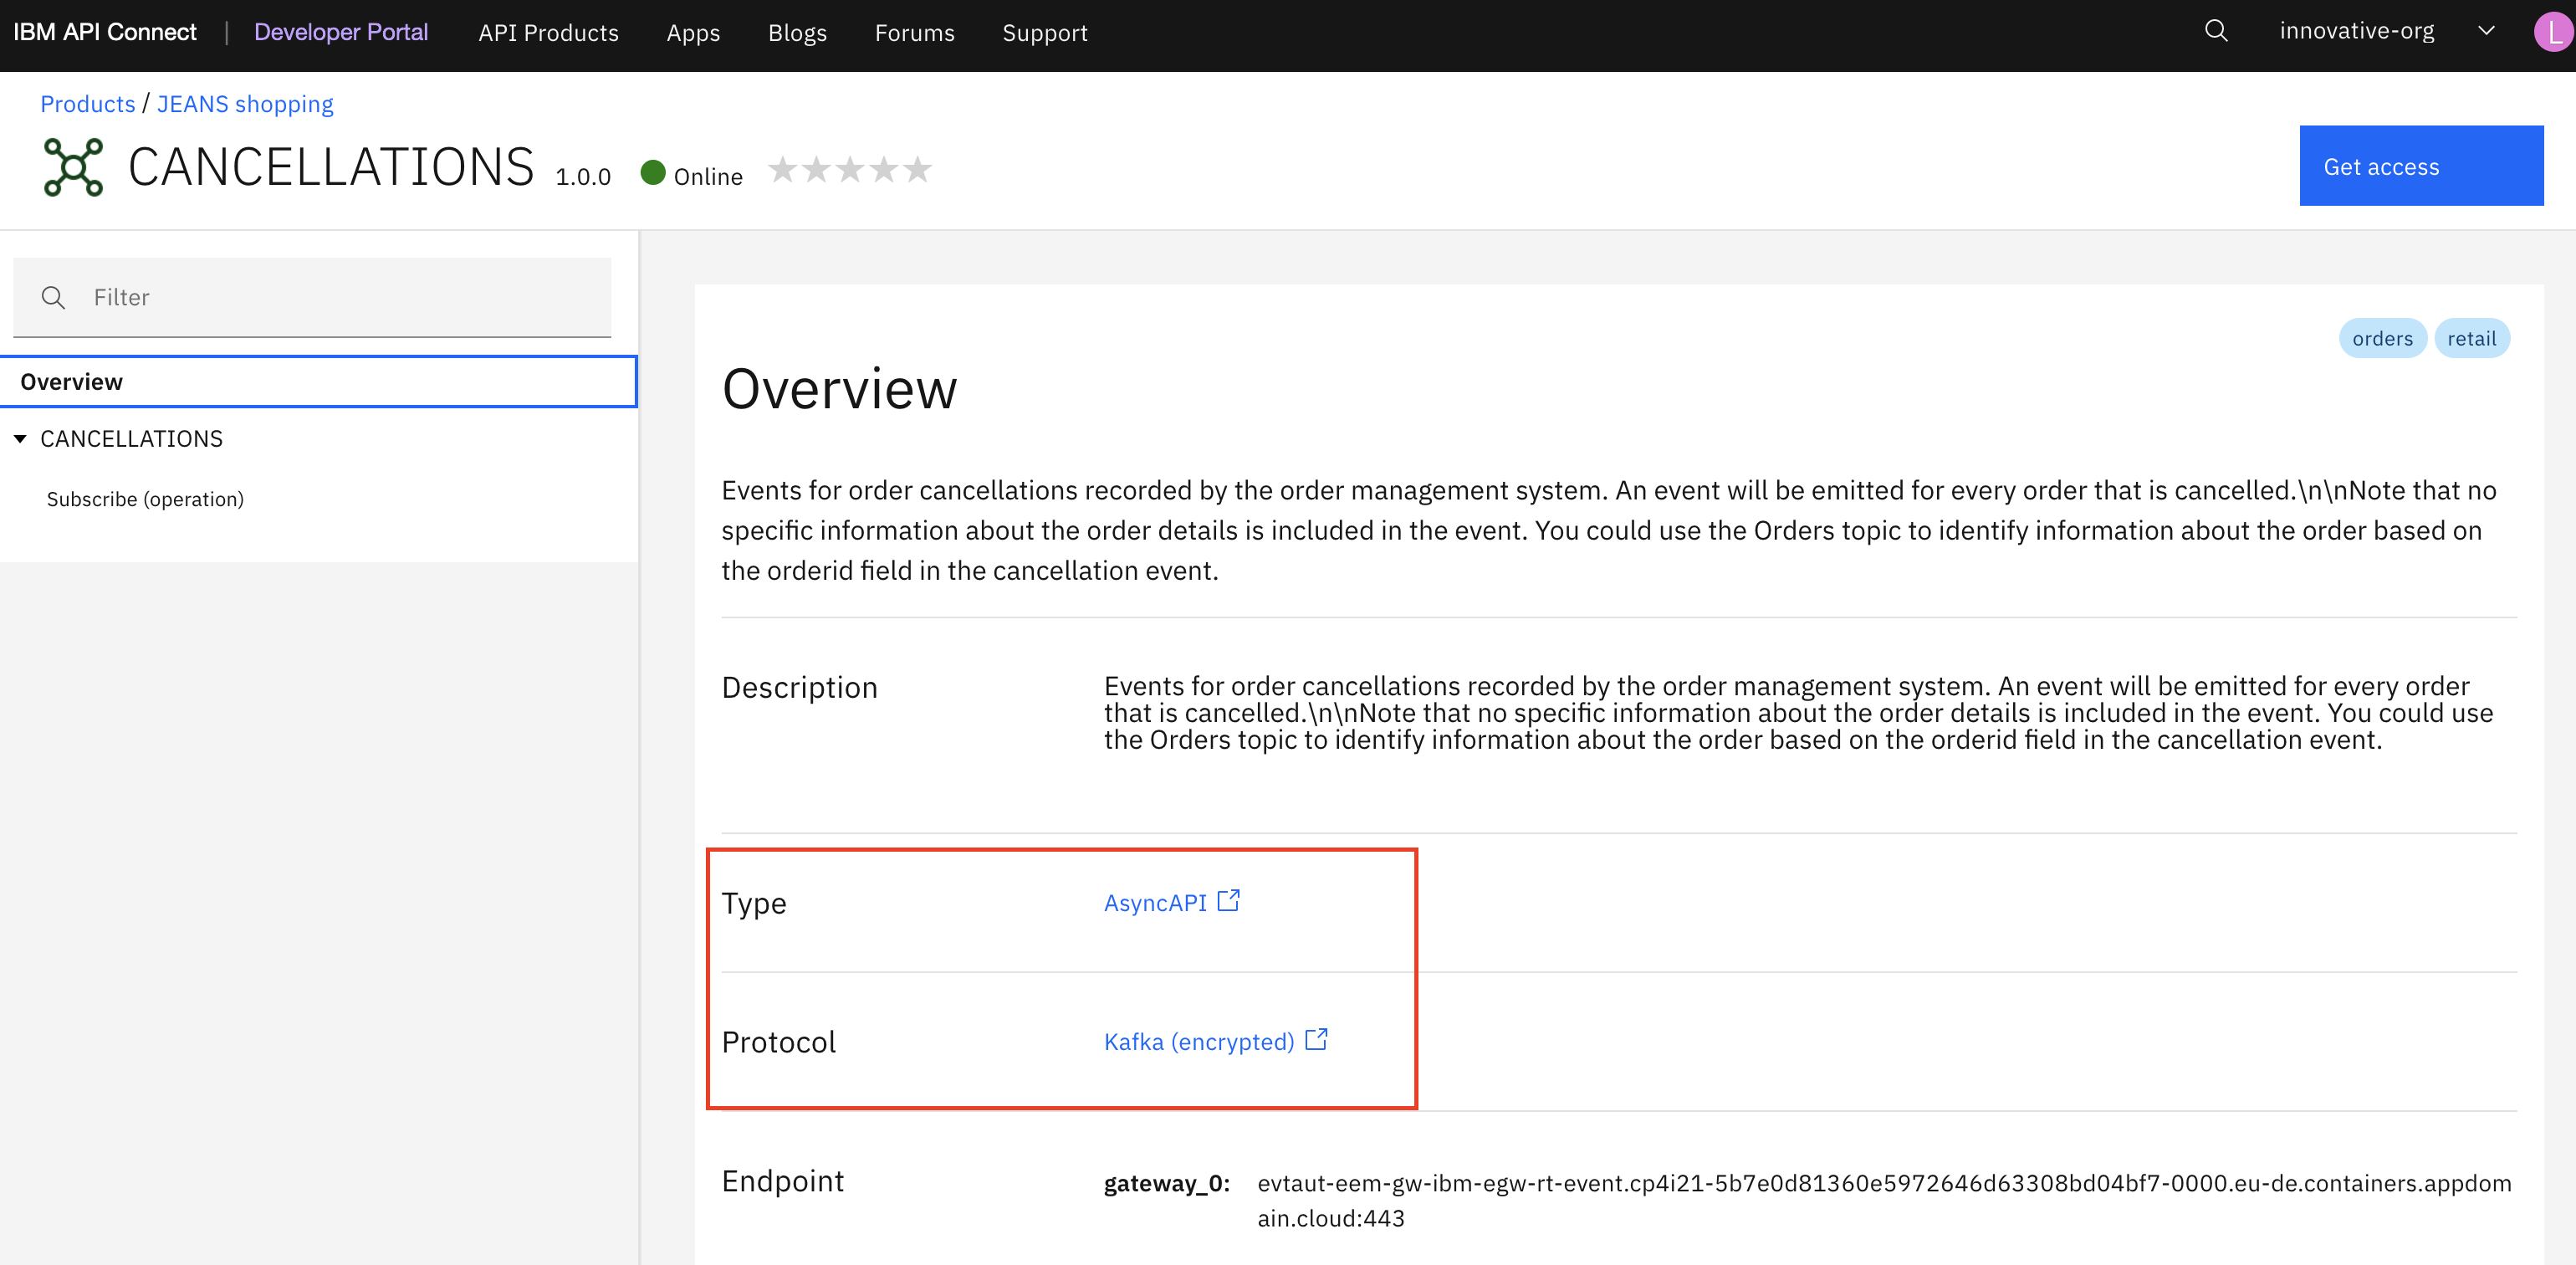 IBM API Connect | Developer Portal API Products Apps Blogs Forums Support innovative-org L
Products / JEANS shopping
CANCELLATIONS 1.0.0 Online
Get access
Filter
Overview
CANCELLATIONS
Subscribe (operation)
orders retail
Overview
Events for order cancellations recorded by the order management system. An event will be emitted for every order that is cancelled.\n\nNote that no
specific information about the order details is included in the event. You could use the Orders topic to identify information about the order based on
the orderid field in the cancellation event.
Description
Events for order cancellations recorded by the order management system. An event will be emitted for every order
that is cancelled.\n\nNote that no specific information about the order details is included in the event. You could use
the Orders topic to identify information about the order based on the orderid field in the cancellation event.
Type AsyncAPI
Protocol Kafka (encrypted)
Endpoint gateway_0: evtaut-eem-gw-ibm-egw-rt-event.cp4i21-5b7e0d81360e5972646d63308bd04bf7-0000.eu-de.containers.appdom
ain.cloud:443